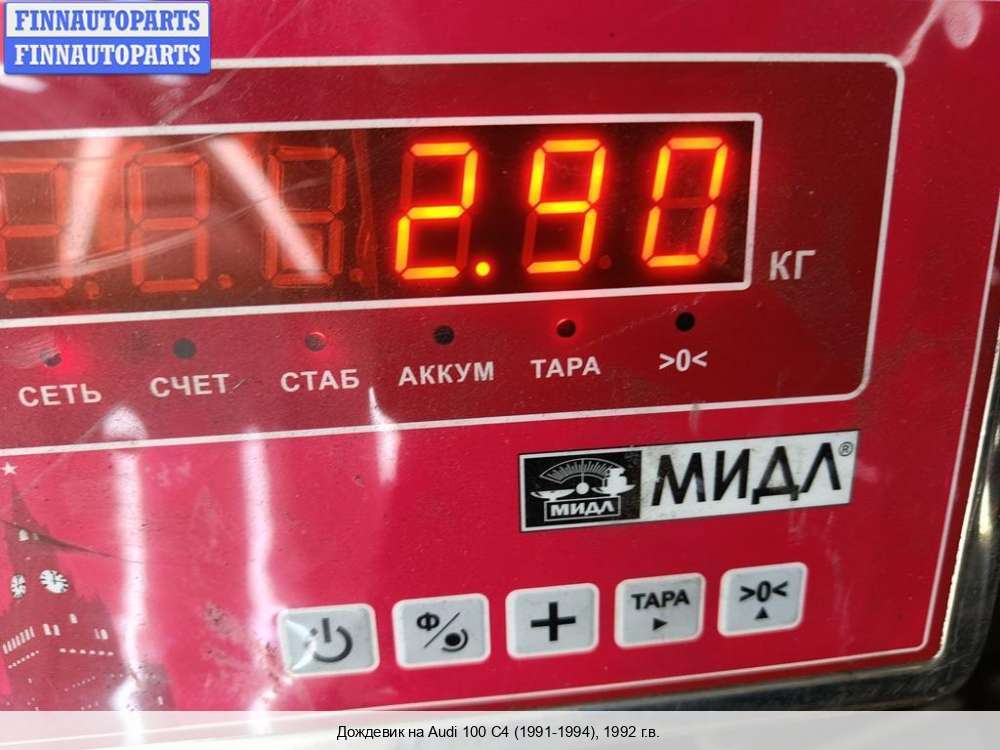 FINNAUTOPARTS
FINNAUTOPARTS
2.90
КГ
СЕТЬ СЧЕТ СТАБ АККУМ ТАРА >0<
МИДЛ МИДЛ®
Ф ТАРА >0<
Дождевик на Audi 100 C4 (1991-1994), 1992 г.в.